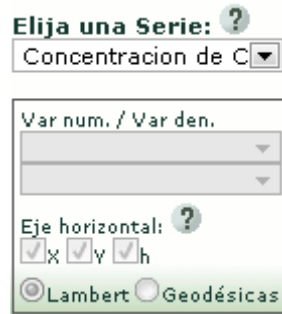 Elija una Serie: ?
Concentracion de C
Var num. / Var den.
Eje horizontal: ?
X Y h
Lambert Geodésicas